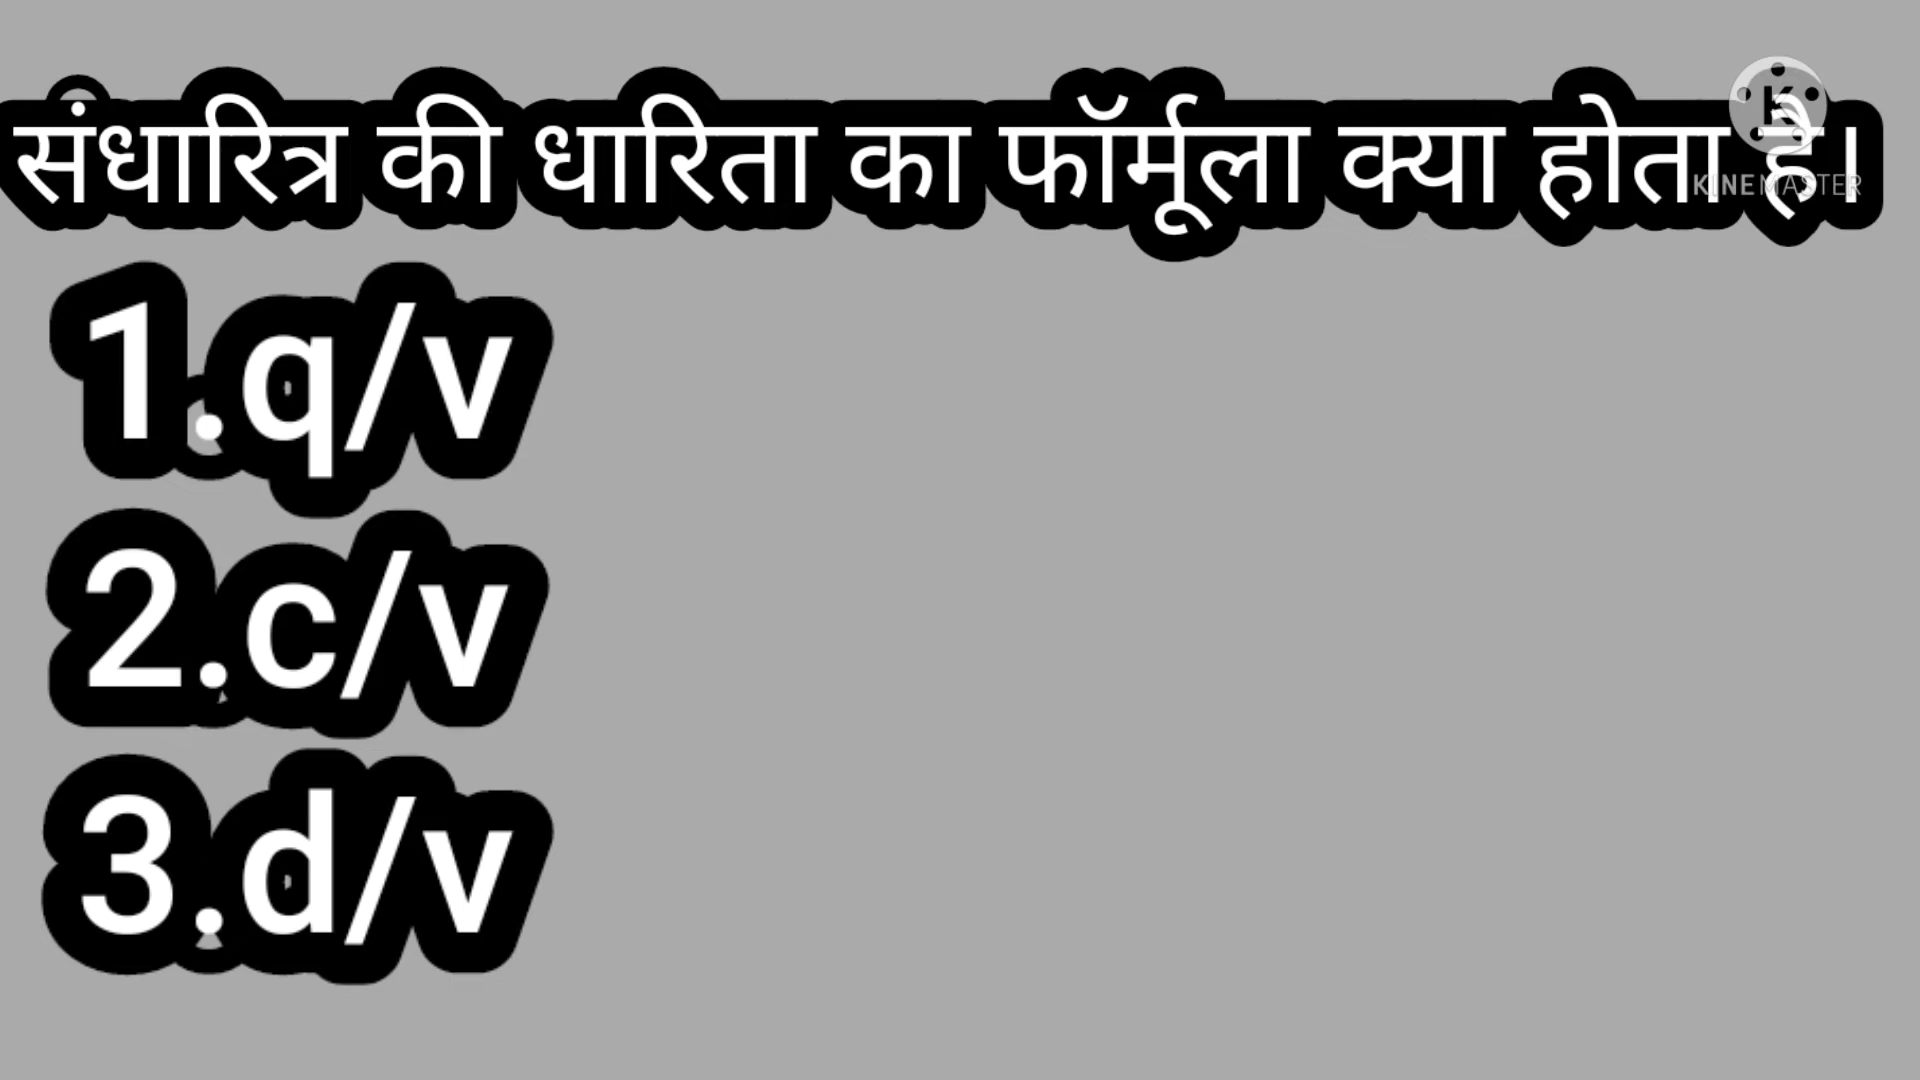 संधारित्र की धारिता का फॉर्मूला क्या होता है।
KINEMASTER
1.q/v
2.c/v
3.d/v